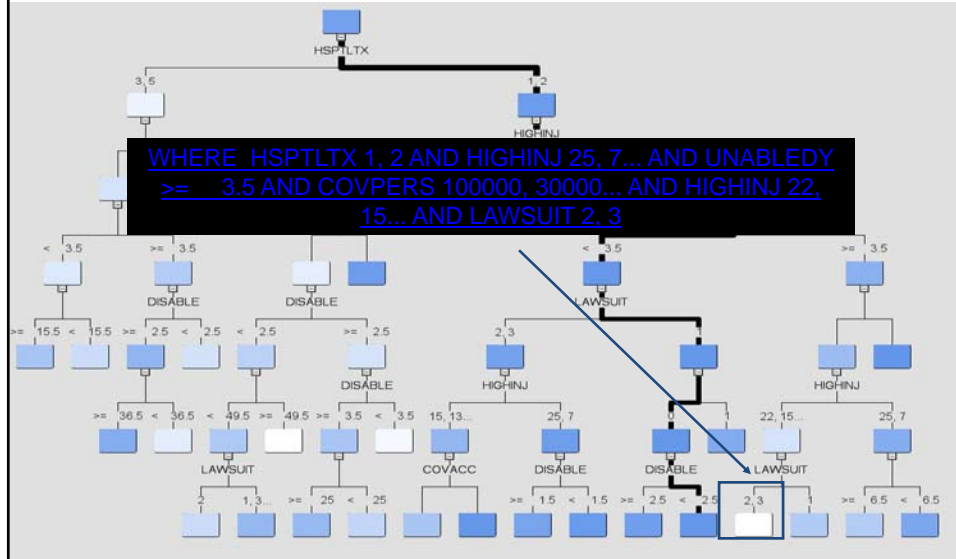 HSPTLTX
3, 5
1, 2
HIGHINJ
WHERE HSPTLTX 1, 2 AND HIGHINJ 25, 7... AND UNABLEDY
>= 3.5 AND COVPERS 100000, 30000... AND HIGHINJ 22,
15... AND LAWSUIT 2, 3
< 3.5 >= 3.5 < 3.5 >= 3.5
DISABLE DISABLE LAWSUIT
>= 15.5 < 15.5 >= 2.5 < 2.5 < 2.5 >= 2.5 2, 3 1
DISABLE HIGHINJ HIGHINJ
>= 36.5 < 36.5 < 49.5 >= 49.5 >= 3.5 < 3.5 15, 13... 25, 7 0 1 22, 15... 25, 7
LAWSUIT COVACC DISABLE DISABLE LAWSUIT
2 1, 3... >= 25 < 25 >= 1.5 < 1.5 >= 2.5 < 2.5 2, 3 1 >= 6.5 < 6.5